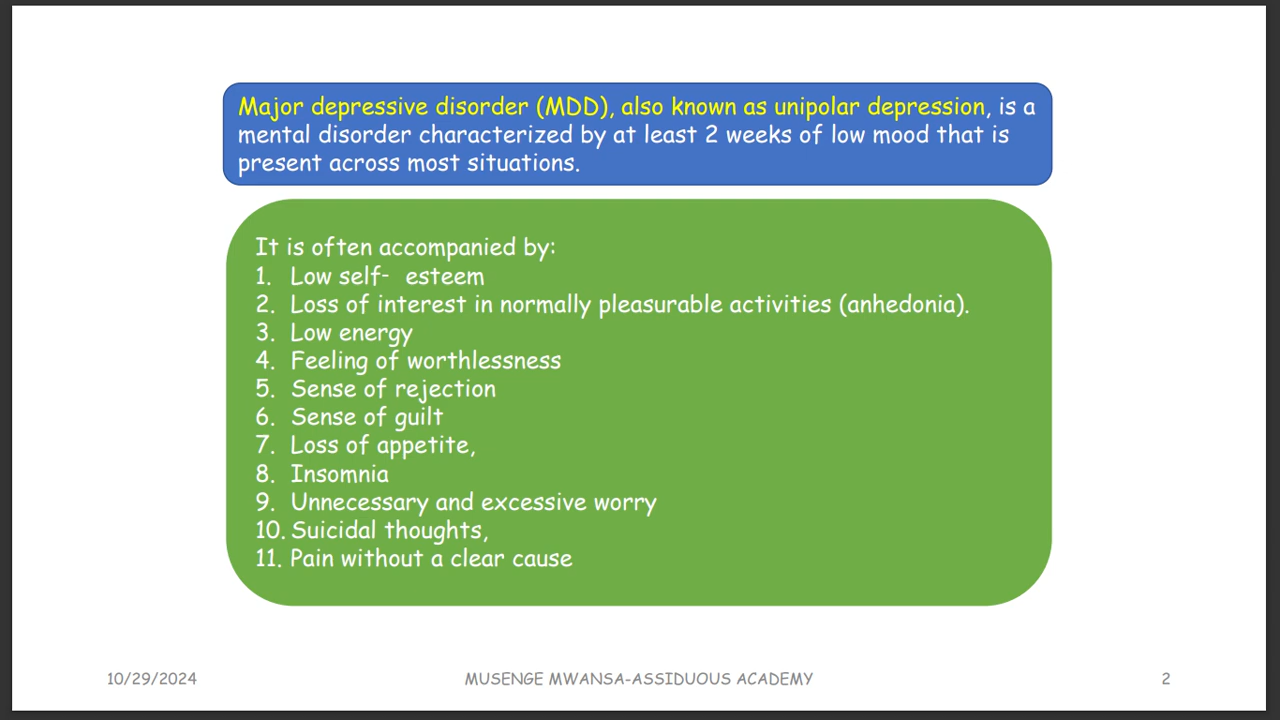 Major depressive disorder (MDD), also known as unipolar depression, is a
mental disorder characterized by at least 2 weeks of low mood that is
present across most situations.
It is often accompanied by:
1. Low self- esteem
2. Loss of interest in normally pleasurable activities (anhedonia).
3. Low energy
4. Feeling of worthlessness
5. Sense of rejection
6. Sense of guilt
7. Loss of appetite,
8. Insomnia
9. Unnecessary and excessive worry
10. Suicidal thoughts,
11. Pain without a clear cause
10/29/2024 MUSENGE MWANSA-ASSIDUOUS ACADEMY 2